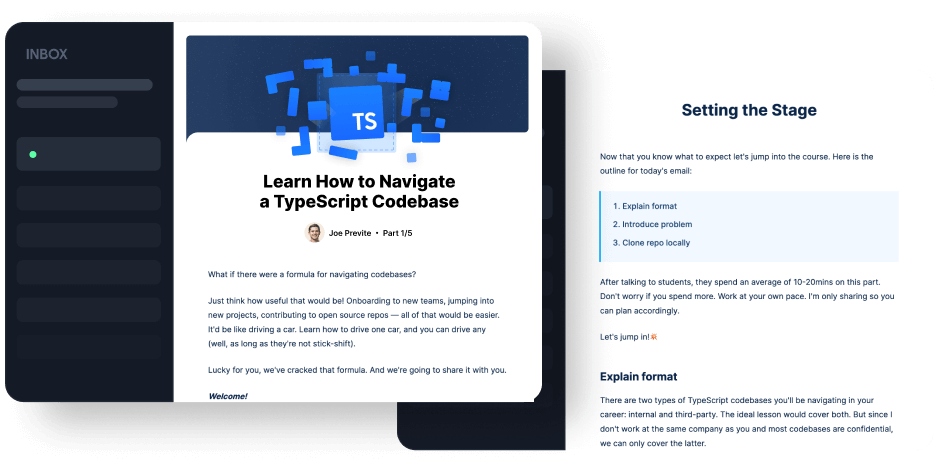 INBOX
TS
Learn How to Navigate
a TypeScript Codebase
Joe Previte • Part 1/5
What if there were a formula for navigating codebases?
Just think how useful that would be! Onboarding to new teams, jumping into
new projects, contributing to open source repos — all of that would be easier.
It'd be like driving a car. Learn how to drive one car, and you can drive any
(well, as long as they're not stick-shift).
Lucky for you, we've cracked that formula. And we're going to share it with you.
Welcome!
Setting the Stage
Now that you know what to expect let's jump into the course. Here is the
outline for today's email:
1. Explain format
2. Introduce problem
3. Clone repo locally
After talking to students, they spend an average of 10-20mins on this part.
Don't worry if you spend more. Work at your own pace. I'm only sharing so you
can plan accordingly.
Let's jump in!💥
Explain format
There are two types of TypeScript codebases you'll be navigating in your
career: internal and third-party. The ideal lesson would cover both. But since I
don't work at the same company as you and most codebases are confidential,
we can only cover the latter.